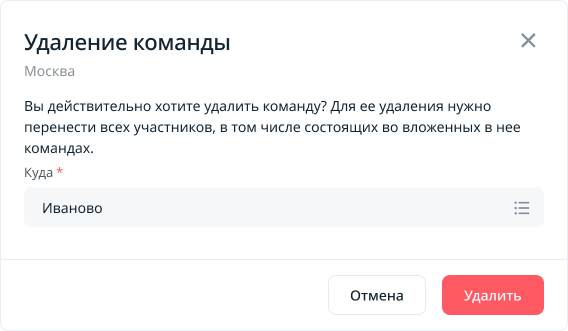 Удаление команды
Москва
Вы действительно хотите удалить команду? Для ее удаления нужно
перенести всех участников, в том числе состоящих во вложенных в нее
командах.
Куда *
Иваново
Отмена
Удалить